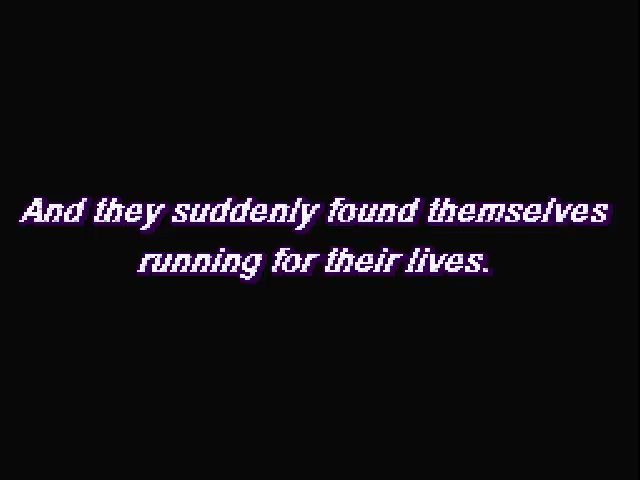 And they suddenly found themselves
running for their lives.